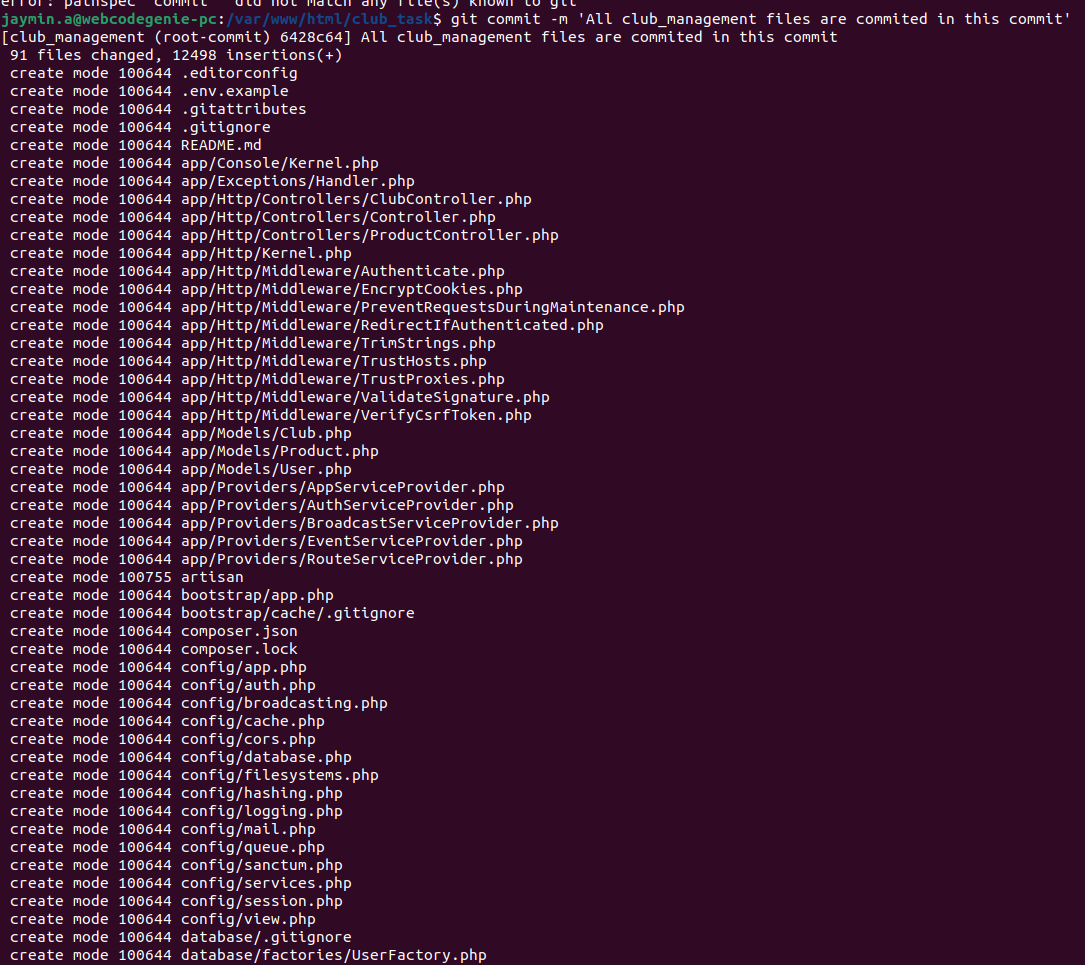 error: pathspec 'commit' did not match any file(s) known to git
jaymin.a@webcodegenie-pc:/var/www/html/club_task$ git commit -m 'All club_management files are commited in this commit'
[club_management (root-commit) 6428c64] All club_management files are commited in this commit
91 files changed, 12498 insertions(+)
create mode 100644 .editorconfig
create mode 100644 .env.example
create mode 100644 .gitattributes
create mode 100644 .gitignore
create mode 100644 README.md
create mode 100644 app/Console/Kernel.php
create mode 100644 app/Exceptions/Handler.php
create mode 100644 app/Http/Controllers/ClubController.php
create mode 100644 app/Http/Controllers/Controller.php
create mode 100644 app/Http/Controllers/ProductController.php
create mode 100644 app/Http/Kernel.php
create mode 100644 app/Http/Middleware/Authenticate.php
create mode 100644 app/Http/Middleware/EncryptCookies.php
create mode 100644 app/Http/Middleware/PreventRequestsDuringMaintenance.php
create mode 100644 app/Http/Middleware/RedirectIfAuthenticated.php
create mode 100644 app/Http/Middleware/TrimStrings.php
create mode 100644 app/Http/Middleware/TrustHosts.php
create mode 100644 app/Http/Middleware/TrustProxies.php
create mode 100644 app/Http/Middleware/ValidateSignature.php
create mode 100644 app/Http/Middleware/VerifyCsrfToken.php
create mode 100644 app/Models/Club.php
create mode 100644 app/Models/Product.php
create mode 100644 app/Models/User.php
create mode 100644 app/Providers/AppServiceProvider.php
create mode 100644 app/Providers/AuthServiceProvider.php
create mode 100644 app/Providers/BroadcastServiceProvider.php
create mode 100644 app/Providers/EventServiceProvider.php
create mode 100644 app/Providers/RouteServiceProvider.php
create mode 100755 artisan
create mode 100644 bootstrap/app.php
create mode 100644 bootstrap/cache/.gitignore
create mode 100644 composer.json
create mode 100644 composer.lock
create mode 100644 config/app.php
create mode 100644 config/auth.php
create mode 100644 config/broadcasting.php
create mode 100644 config/cache.php
create mode 100644 config/cors.php
create mode 100644 config/database.php
create mode 100644 config/filesystems.php
create mode 100644 config/hashing.php
create mode 100644 config/logging.php
create mode 100644 config/mail.php
create mode 100644 config/queue.php
create mode 100644 config/sanctum.php
create mode 100644 config/services.php
create mode 100644 config/session.php
create mode 100644 config/view.php
create mode 100644 database/.gitignore
create mode 100644 database/factories/UserFactory.php